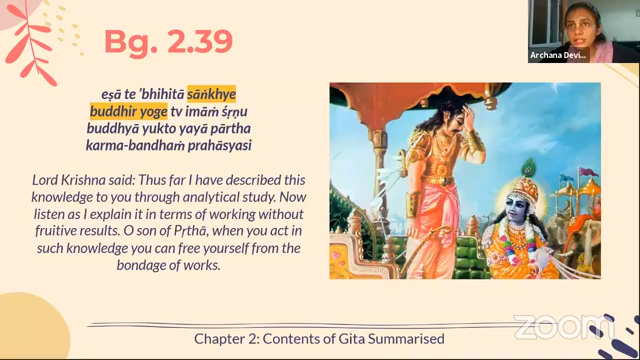 Bg. 2.39
Archana Devi...
eṣā te 'bhihitā sāṅkhye
buddhir yoge tv imāṁ śṛṇu
buddhyā yukto yayā pārtha
karma-bandhaṁ prahāsyasi
Lord Krishna said: Thus far I have described this
knowledge to you through analytical study. Now
listen as I explain it in terms of working without
fruitive results. O son of Pṛthā, when you act in
such knowledge you can free yourself from the
bondage of works.
zoom
Chapter 2: Contents of Gita Summarised